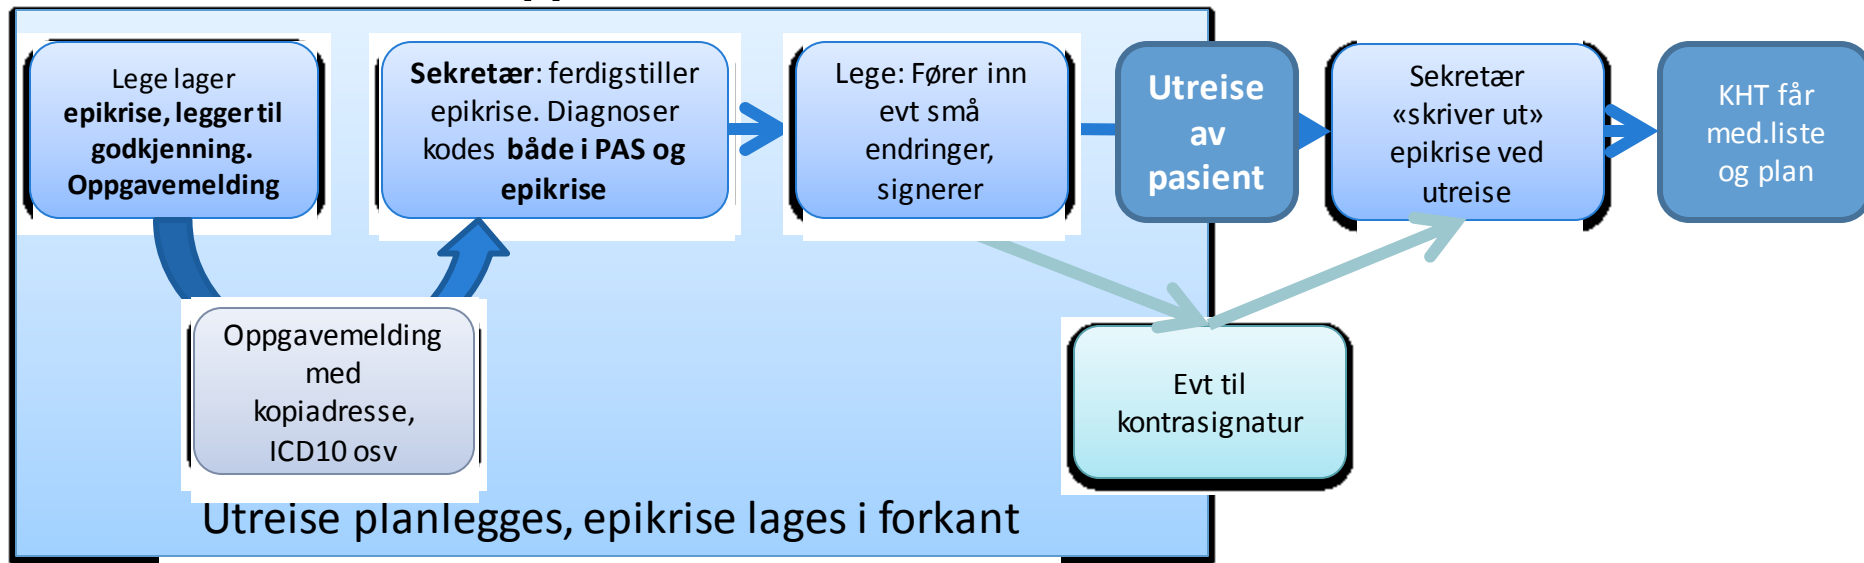 Lege lager
epikrise, legger til
godkjenning.
Oppgavemelding
Sekretær: ferdigstiller
epikrise. Diagnoser
kodes både i PAS og
epikrise
Lege: Fører inn
evt små
endringer,
signerer
Utreise
av
pasient
Sekretær
«skriver ut»
epikrise ved
utreise
KHT får
med.liste
og plan
Oppgavemelding
med
kopiadresse,
ICD10 osv
Evt til
kontrasignatur
Utreise planlegges, epikrise lages i forkant